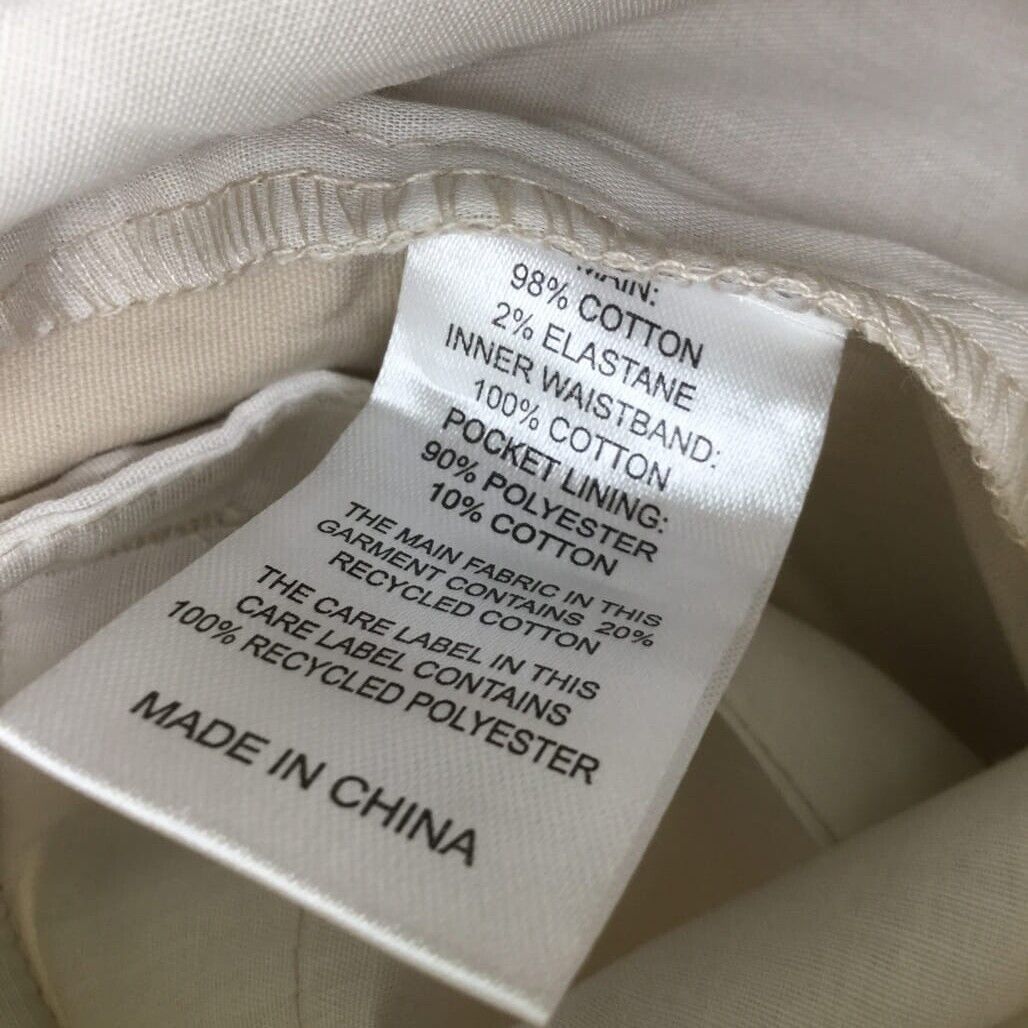 MAIN:
98% COTTON
2% ELASTANE
INNER WAISTBAND:
100% COTTON
POCKET LINING:
90% POLYESTER
10% COTTON
THE MAIN FABRIC IN THIS
GARMENT CONTAINS 20%
RECYCLED COTTON
THE CARE LABEL IN THIS
CARE LABEL CONTAINS
100% RECYCLED POLYESTER
MADE IN CHINA